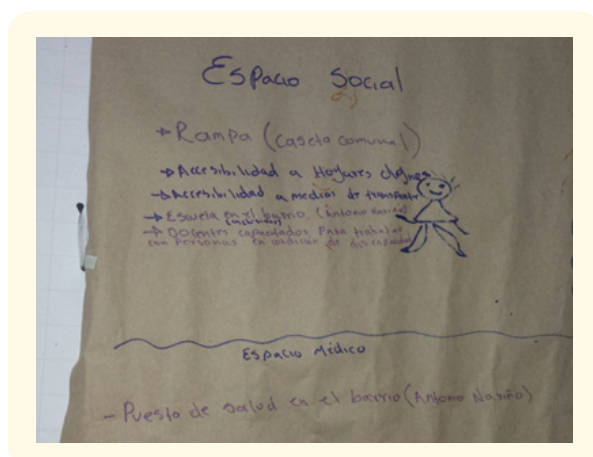 Espacio Social
→ Rampa (caseta comunal)
→ Accesibilidad a Hogares dignos
→ Accesibilidad a medios de transporte
→ Escuela en el barrio, (Antonio Nariño)
→ Docentes capacitados para trabajar
con personas en condición de discapacidad
Espacio Médico
- Puesto de salud en el barrio (Antonio Nariño)